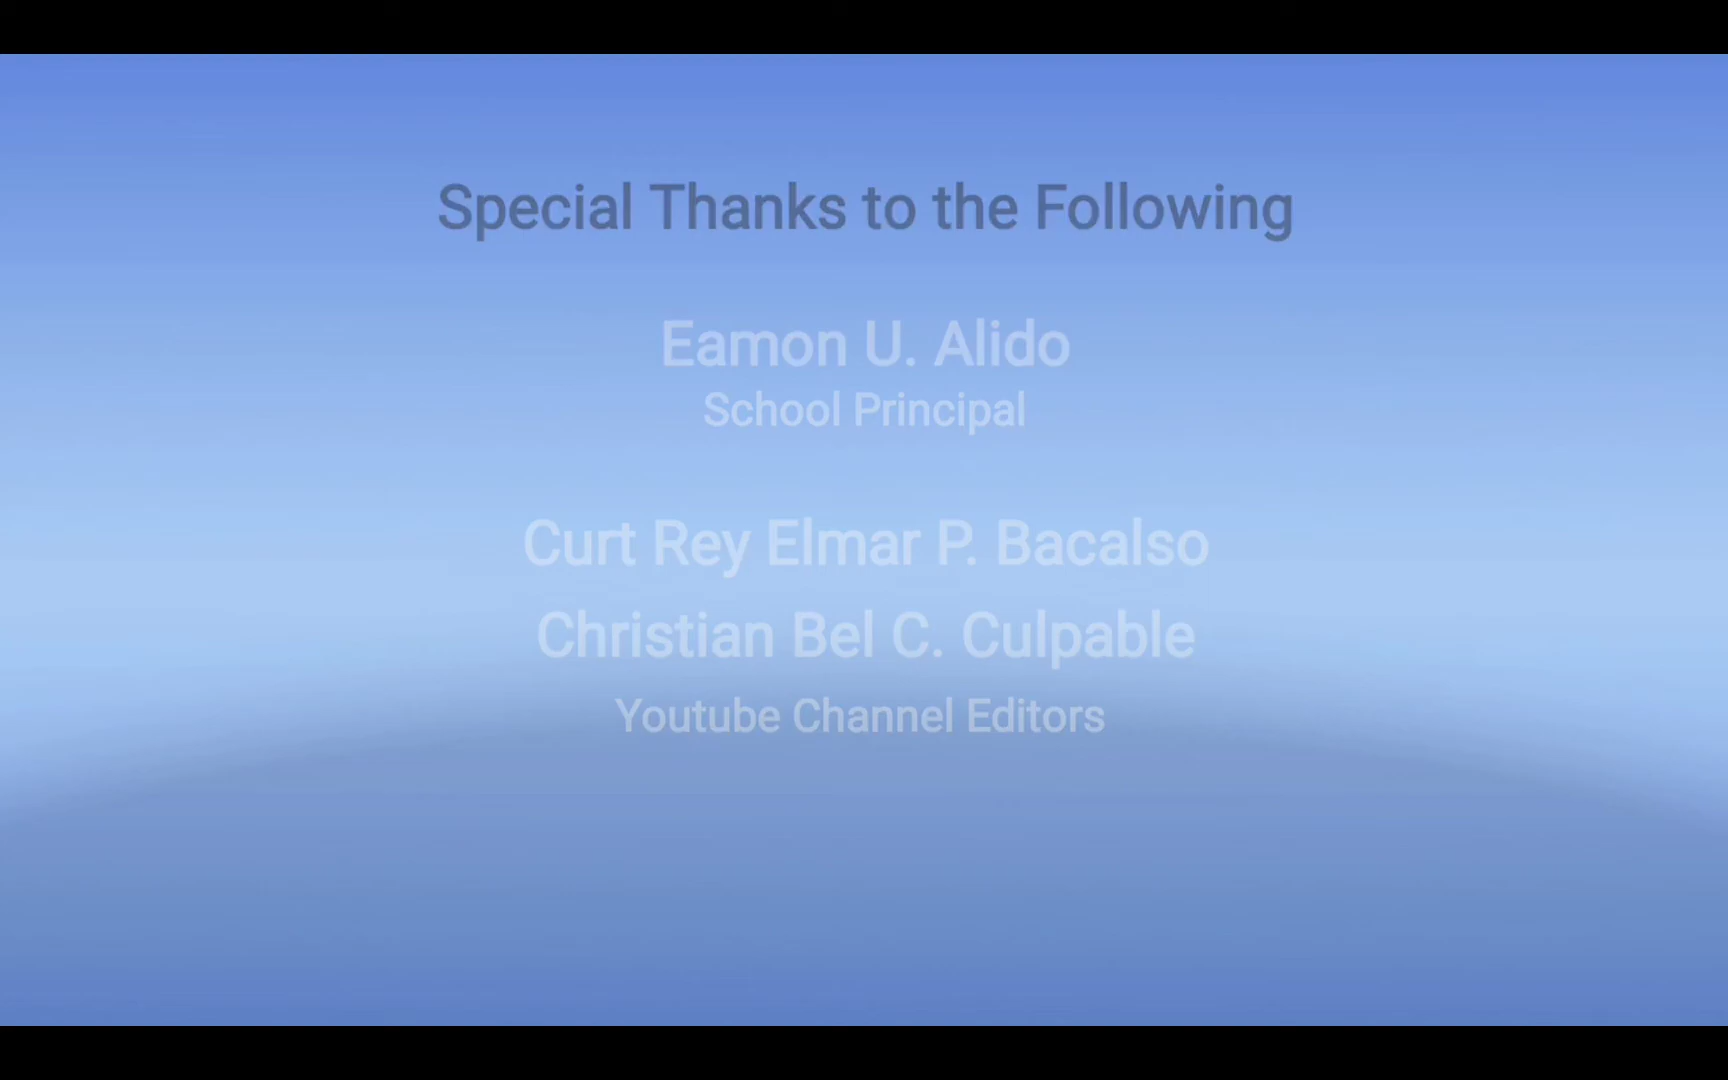 Special Thanks to the Following
Eamon U. Alido
School Principal
Curt Rey Elmar P. Bacalso
Christian Bel C. Culpable
Youtube Channel Editors